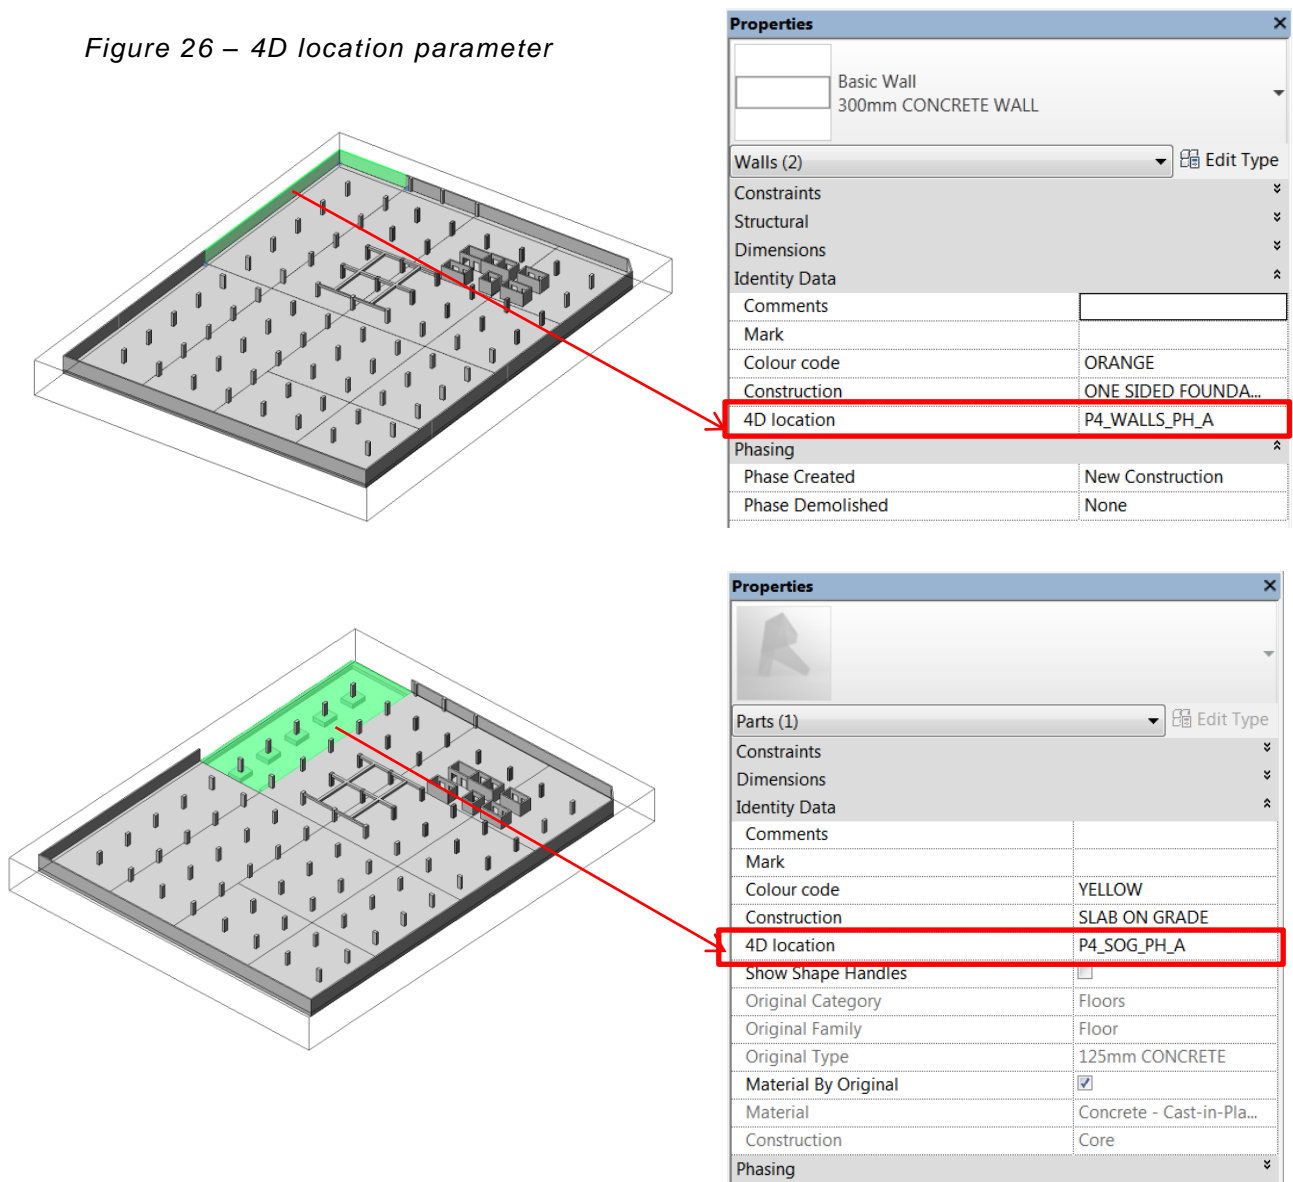 Figure 26 – 4D location parameter
Properties
Basic Wall
300mm CONCRETE WALL
Walls (2)
Edit Type
Constraints
Structural
Dimensions
Identity Data
Comments
Mark
Colour code ORANGE
Construction ONE SIDED FOUNDA...
4D location P4_WALLS_PH_A
Phasing
Phase Created New Construction
Phase Demolished None
Properties
Parts (1)
Edit Type
Constraints
Dimensions
Identity Data
Comments
Mark
Colour code YELLOW
Construction SLAB ON GRADE
4D location P4_SOG_PH_A
Show Shape Handles
Original Category Floors
Original Family Floor
Original Type 125mm CONCRETE
Material By Original
Material Concrete - Cast-in-Pla...
Construction Core
Phasing